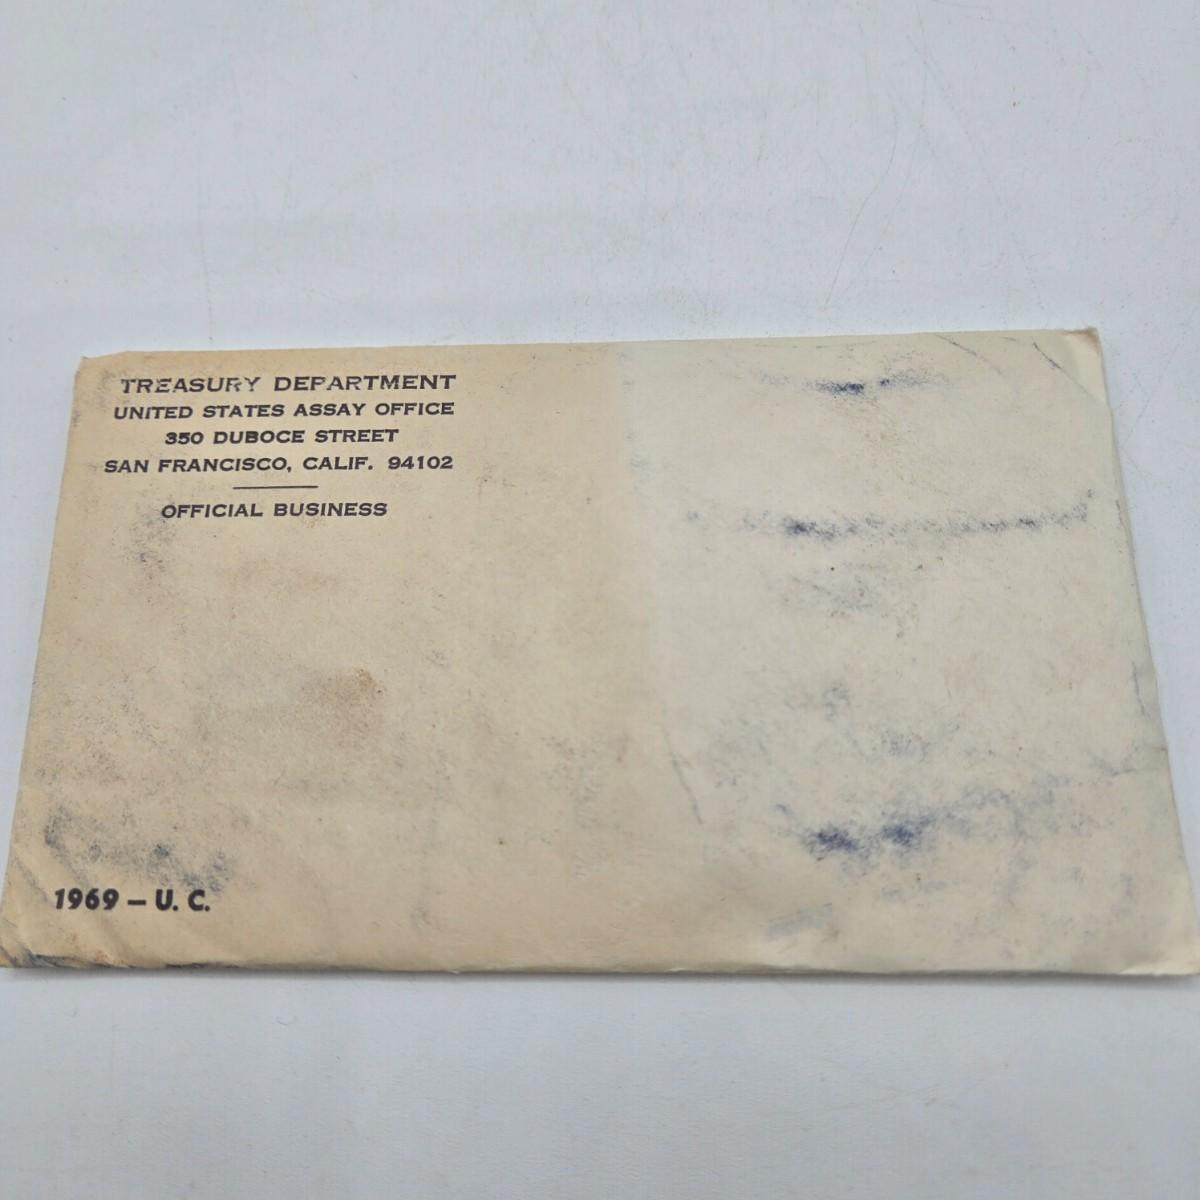 TREASURY DEPARTMENT
UNITED STATES ASSAY OFFICE
350 DUBOCE STREET
SAN FRANCISCO, CALIF. 94102
OFFICIAL BUSINESS
1969 – U. C.